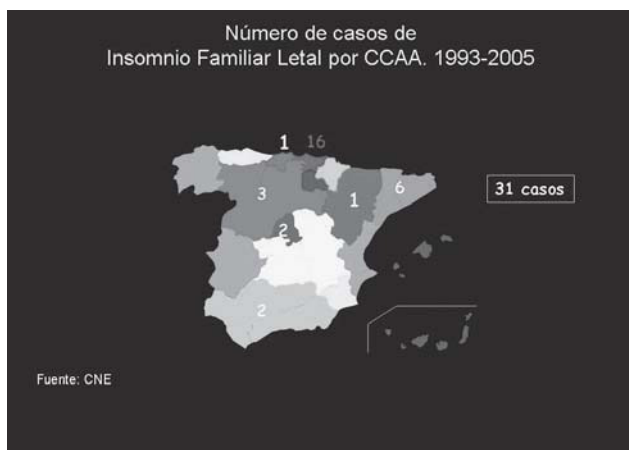 Número de casos de
Insomnio Familiar Letal por CCAA. 1993-2005
1 16
3
1
6
31 casos
2
2
Fuente: CNE